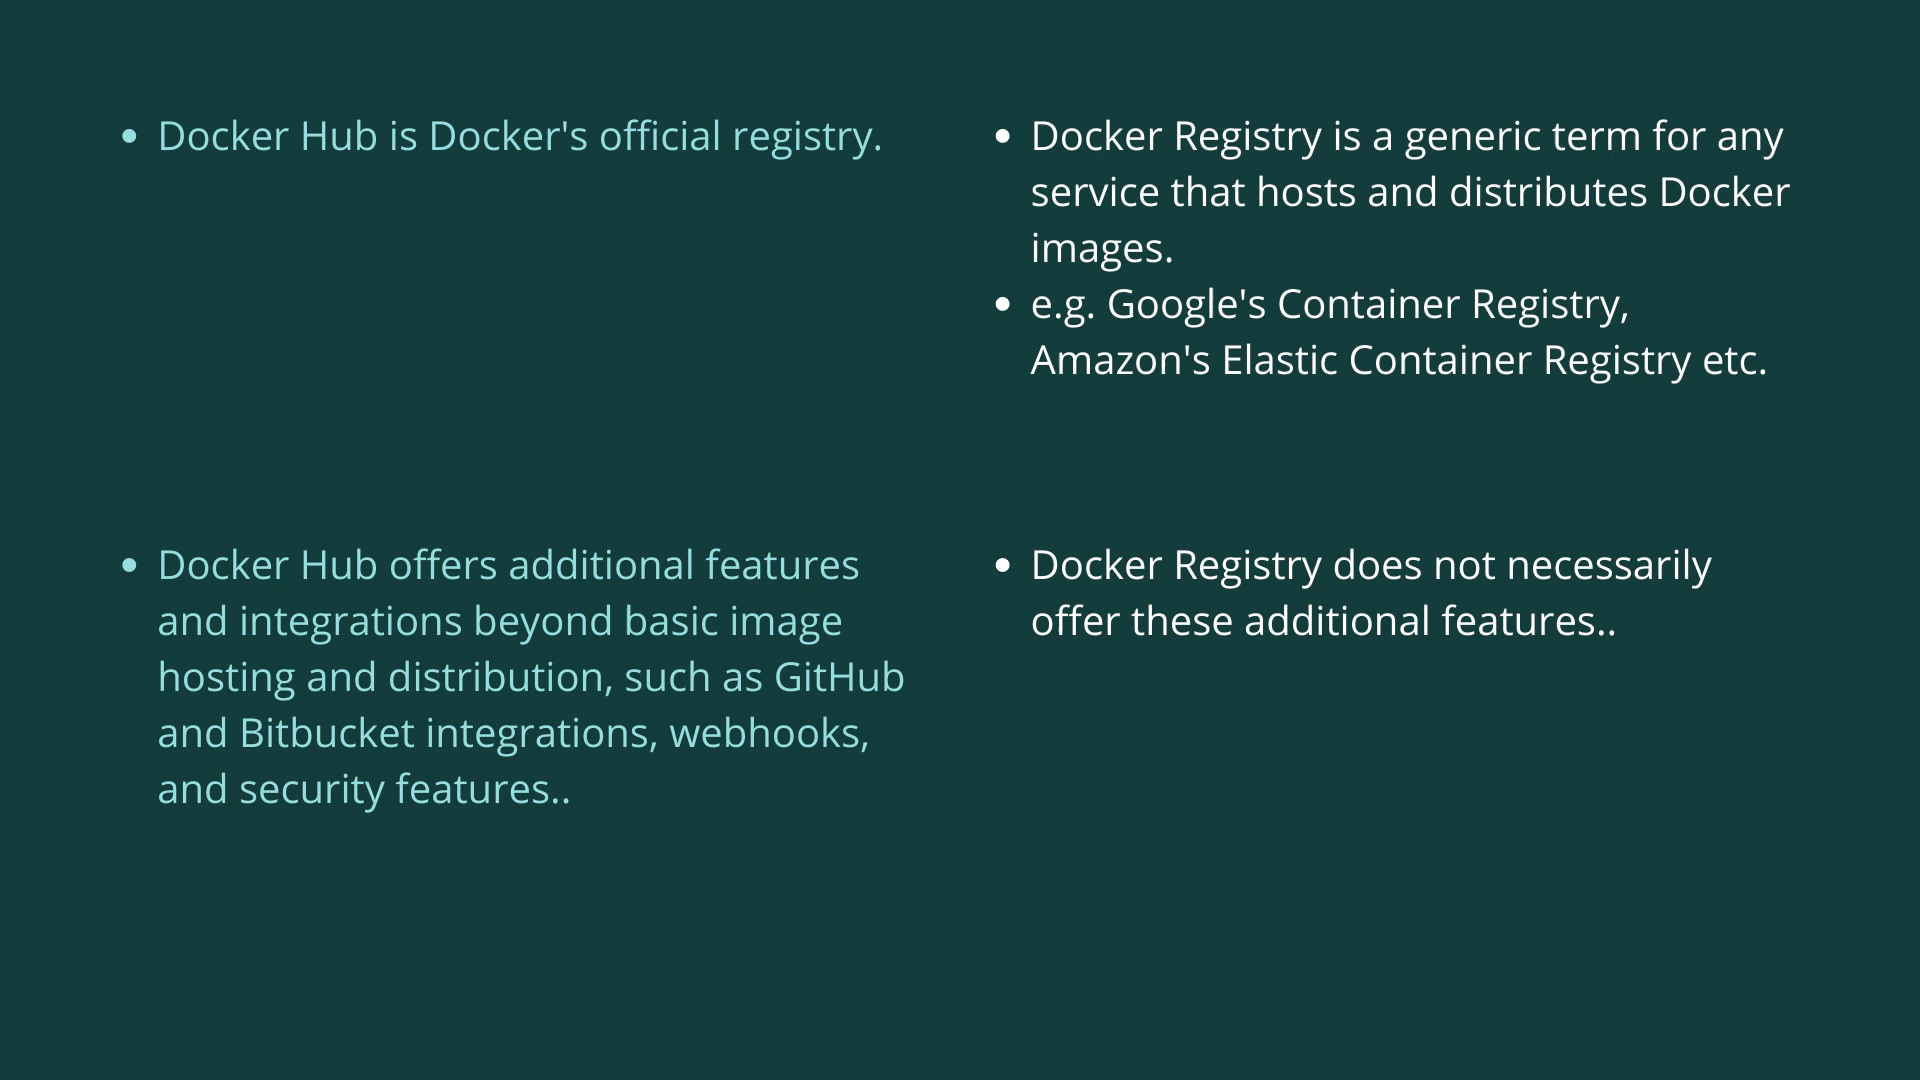 • Docker Hub is Docker's official registry.
• Docker Registry is a generic term for any
service that hosts and distributes Docker
images.
• e.g. Google's Container Registry,
Amazon's Elastic Container Registry etc.
• Docker Hub offers additional features
and integrations beyond basic image
hosting and distribution, such as GitHub
and Bitbucket integrations, webhooks,
and security features..
• Docker Registry does not necessarily
offer these additional features..